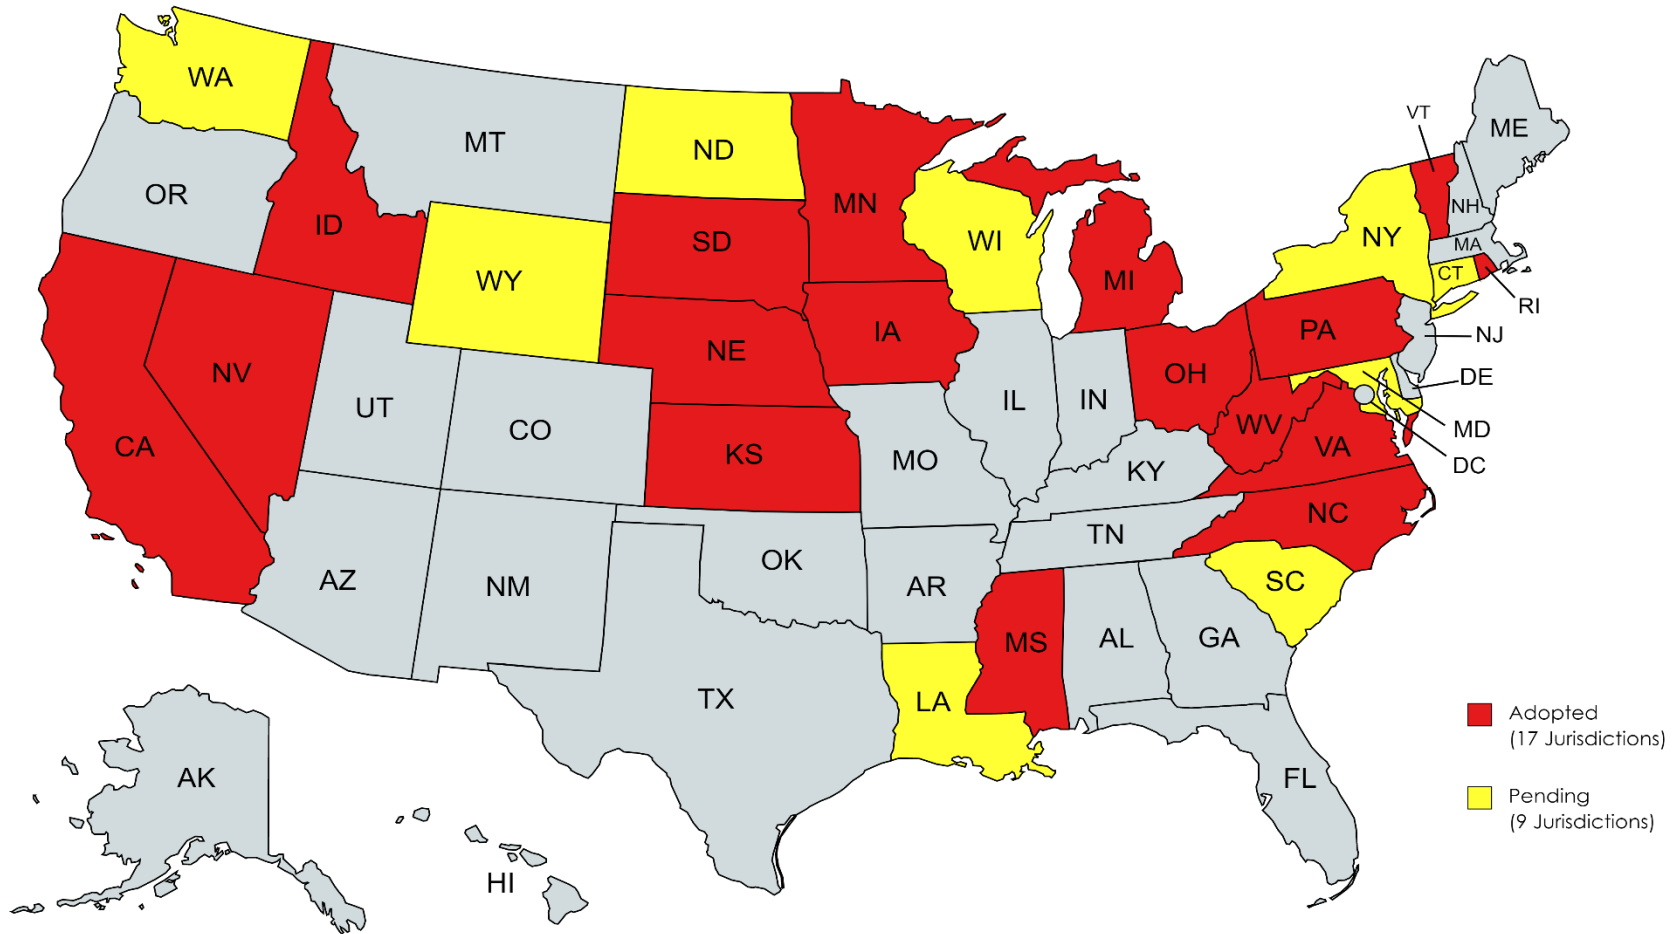 WA
MT
ND
MN
VT
ME
OR
ID
SD
WI
NH
NY
MA
WY
MI
CT
RI
NE
IA
PA
NJ
NV
OH
DE
UT
CO
IL
IN
WV
MD
CA
KS
MO
KY
VA
DC
NC
TN
OK
AZ
NM
AR
SC
MS
AL
GA
TX
LA
Adopted
(17 Jurisdictions)
AK
FL
Pending
(9 Jurisdictions)
HI